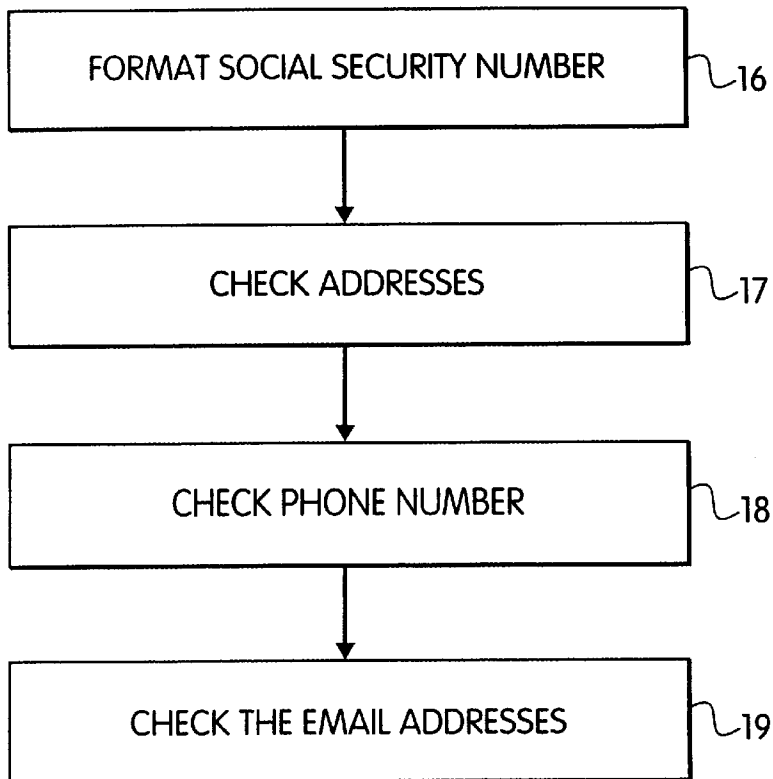 FORMAT SOCIAL SECURITY NUMBER
16
CHECK ADDRESSES
17
CHECK PHONE NUMBER
18
CHECK THE EMAIL ADDRESSES
19